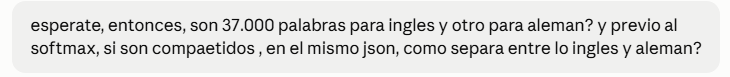 esperate, entonces, son 37.000 palabras para ingles y otro para aleman? y previo al
softmax, si son compaetidos , en el mismo json, como separa entre lo ingles y aleman?